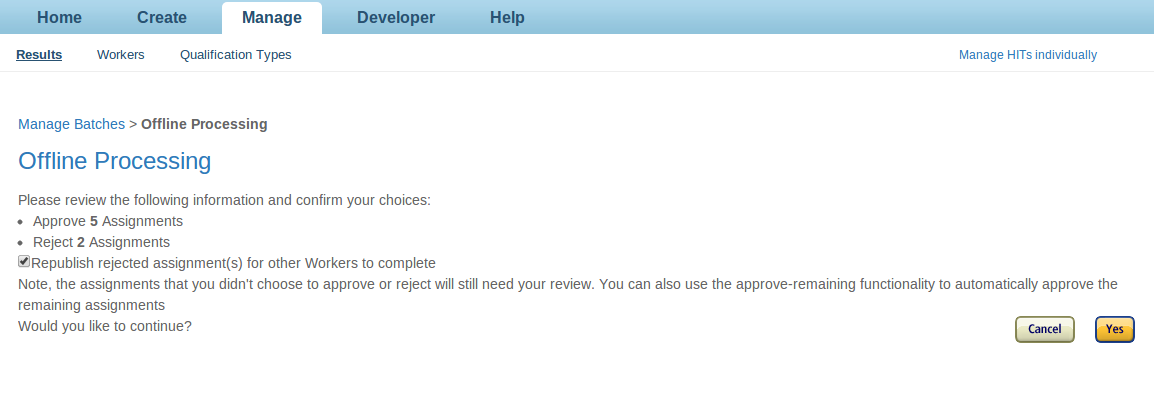 Home Create Manage Developer Help
Results Workers Qualification Types Manage HITs individually
Manage Batches > Offline Processing
Offline Processing
Please review the following information and confirm your choices:
• Approve 5 Assignments
• Reject 2 Assignments
Republish rejected assignment(s) for other Workers to complete
Note, the assignments that you didn't choose to approve or reject will still need your review. You can also use the approve-remaining functionality to automatically approve the
remaining assignments
Would you like to continue? Cancel Yes